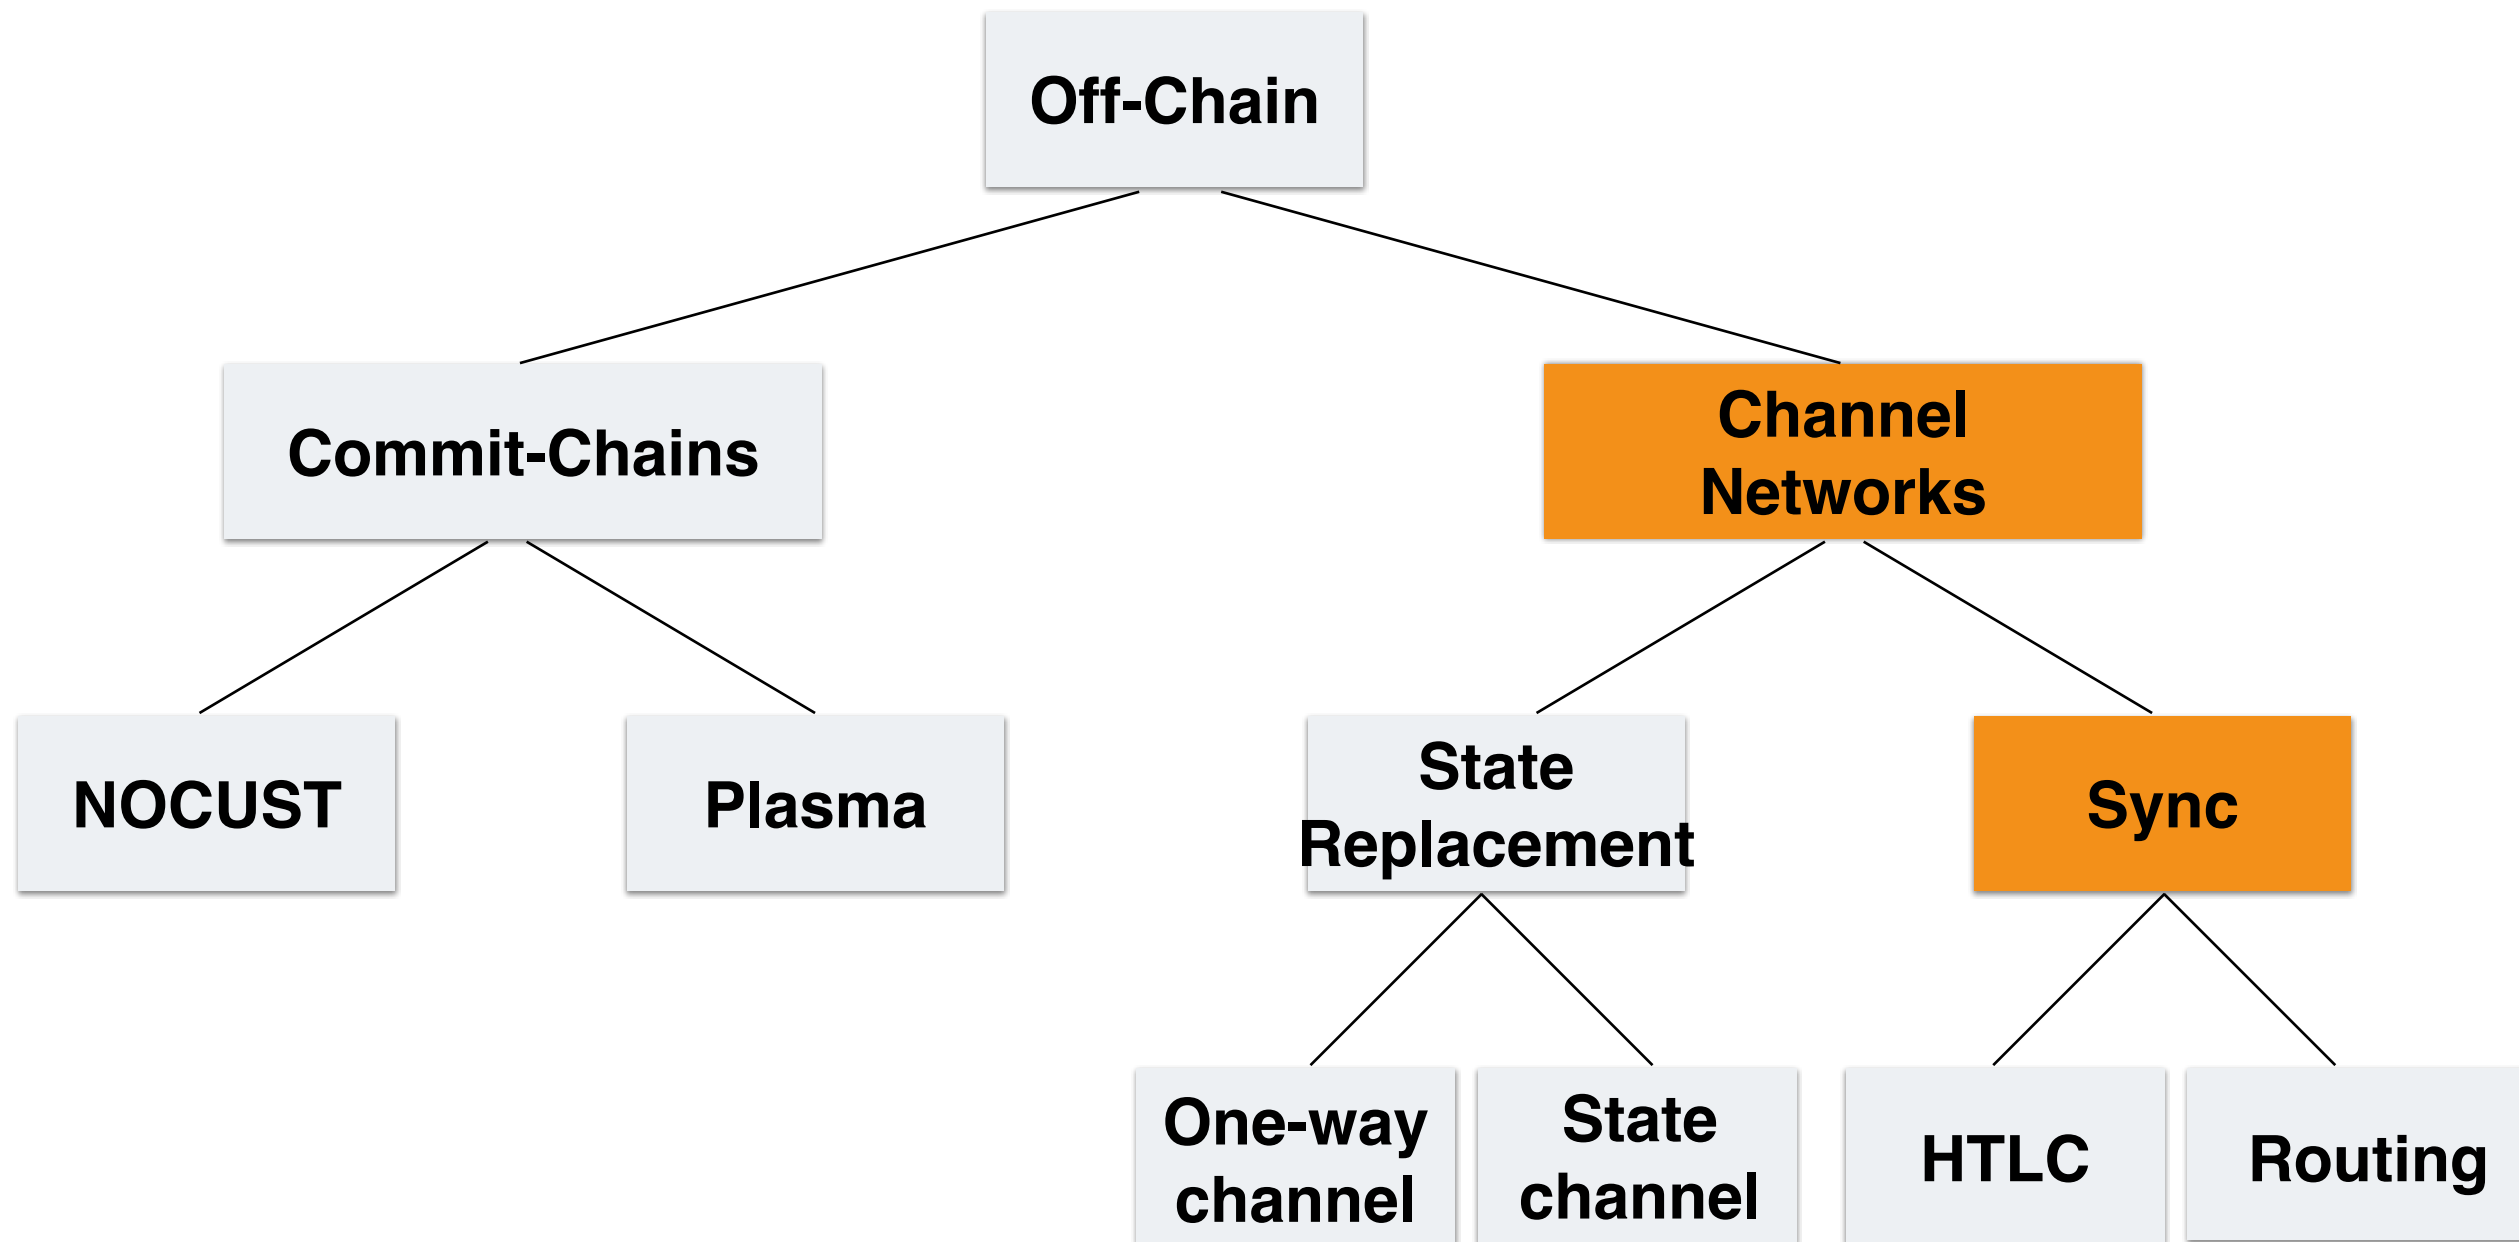 Off-Chain
Commit-Chains
Channel
Networks
NOCUST
Plasma
State
Replacement
Sync
One-way
channel
State
channel
HTLC
Routing